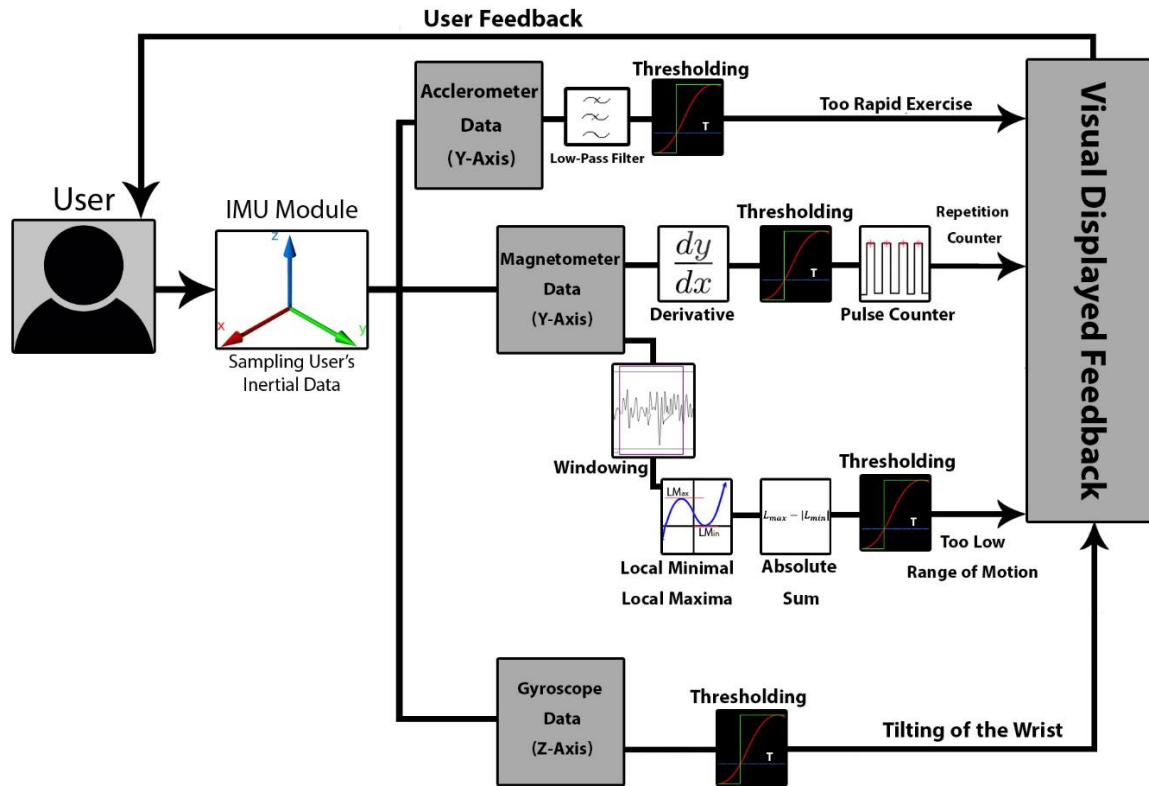 User Feedback
Acclerometer
Data
(Y-Axis)
Low-Pass Filter
Thresholding
T
Too Rapid Exercise
User
IMU Module
z
x
y
Sampling User's
Inertial Data
Magnetometer
Data
(Y-Axis)
dy
dx
Derivative
Thresholding
T
Pulse Counter
Repetition
Counter
Windowing
LMax
LMin
Local Minimal
Local Maxima
Lmax − |Lmin|
Absolute
Sum
Thresholding
T
Too Low
Range of Motion
Gyroscope
Data
(Z-Axis)
Thresholding
T
Tilting of the Wrist
Visual Displayed Feedback